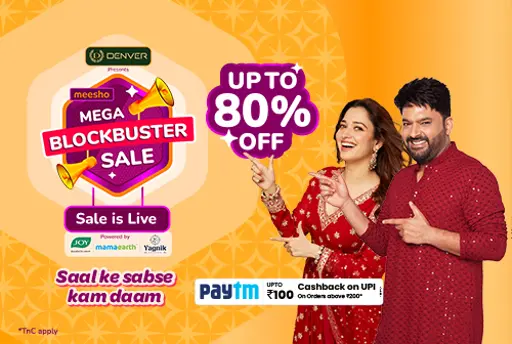 DENVER
Presents
meesho
MEGA
BLOCKBUSTER
SALE
Sale is Live
Powered by
JOY
mamaearth
Yagnik
Saal ke sabse
kam daam
*TnC apply
UP TO
80%
OFF
paytm
UPTO
₹100
Cashback on UPI
On Orders above ₹200*